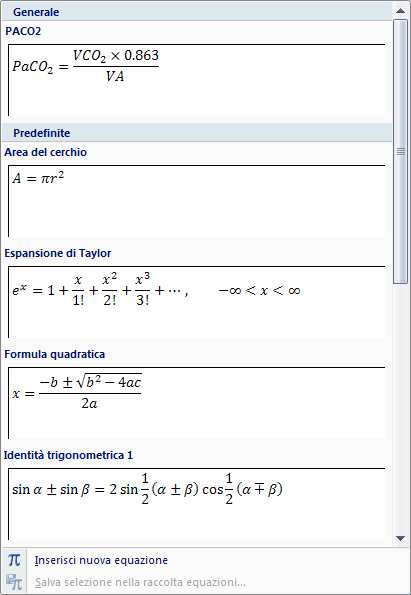 Generale
PACO2
PaCO₂ = VCO₂ × 0.863 / VA
Predefinite
Area del cerchio
A = πr²
Espansione di Taylor
eˣ = 1 + x/1! + x²/2! + x³/3! + ⋯ , −∞ < x < ∞
Formula quadratica
x = −b ± √(b² − 4ac) / 2a
Identità trigonometrica 1
sin α ± sin β = 2 sin 1/2 (α ± β) cos 1/2 (α ∓ β)
π Inserisci nuova equazione
π Salva selezione nella raccolta equazioni...